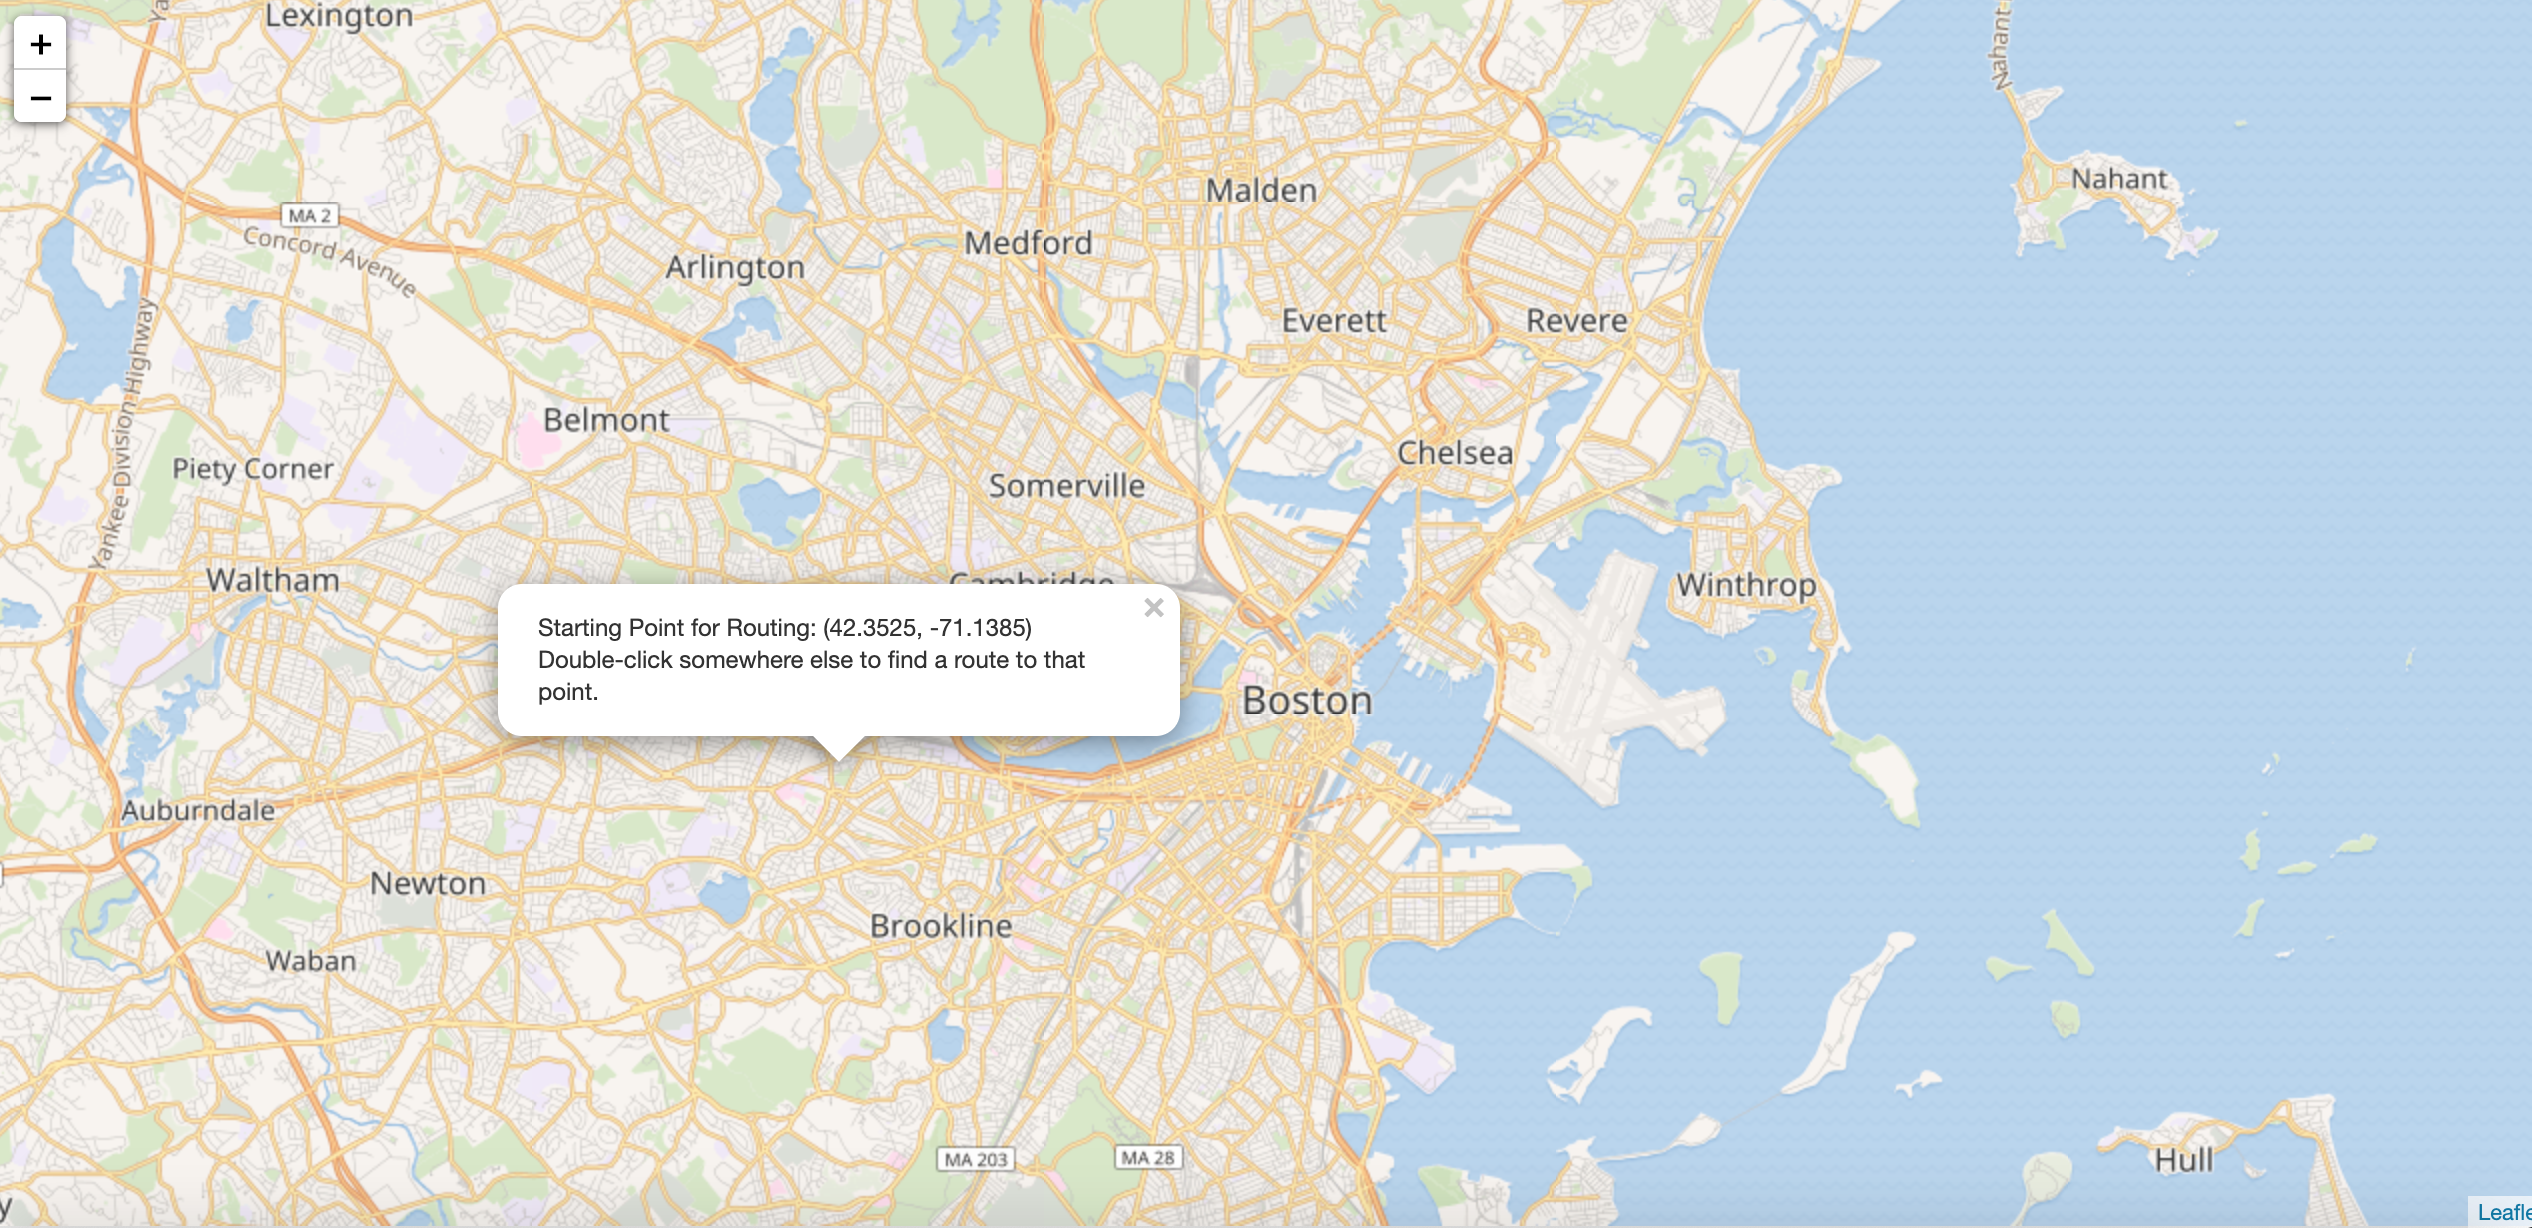 Lexington
+
−
Nahant
MA 2
Concord Avenue
Malden
Nahant
Medford
Arlington
Everett
Revere
Yankee Division Highway
Belmont
Chelsea
Piety Corner
Somerville
Waltham
Cambridge
Winthrop
×
Starting Point for Routing: (42.3525, -71.1385)
Double-click somewhere else to find a route to that
point.
Boston
Auburndale
Newton
Brookline
Waban
MA 203
MA 28
Hull